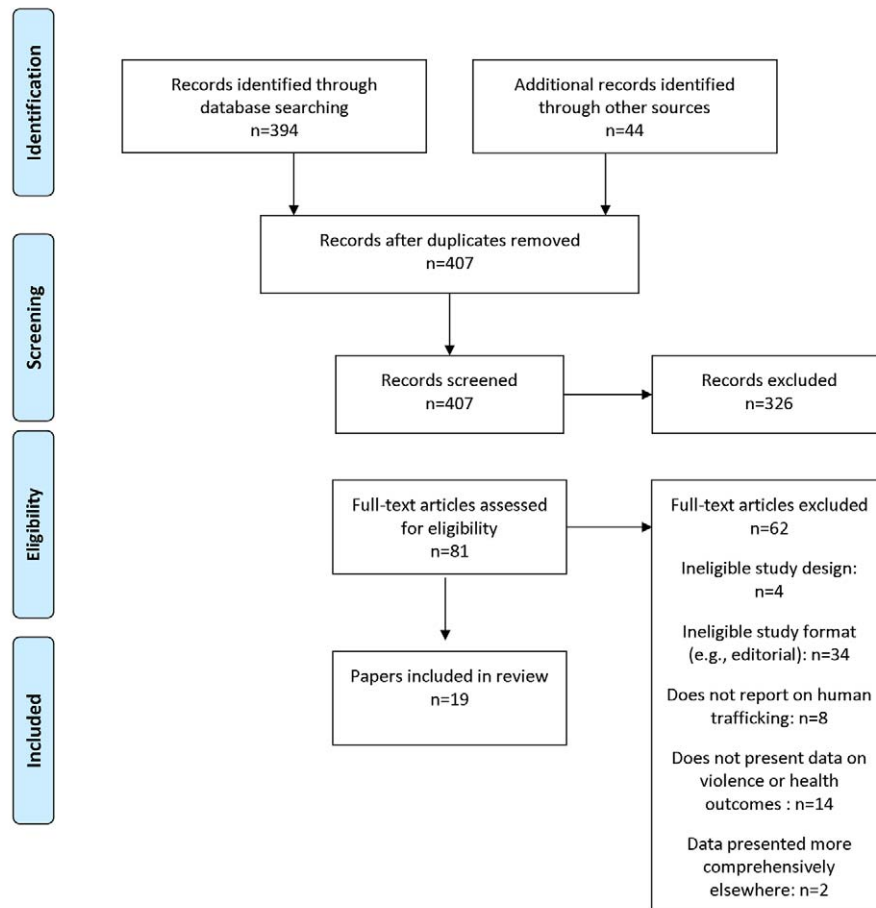 Identification
Records identified through
database searching
n=394
Additional records identified
through other sources
n=44
Records after duplicates removed
n=407
Screening
Records screened
n=407
Records excluded
n=326
Eligibility
Full-text articles assessed
for eligibility
n=81
Full-text articles excluded
n=62
Ineligible study design:
n=4
Ineligible study format
(e.g., editorial): n=34
Does not report on human
trafficking: n=8
Does not present data on
violence or health
outcomes : n=14
Data presented more
comprehensively
elsewhere: n=2
Included
Papers included in review
n=19